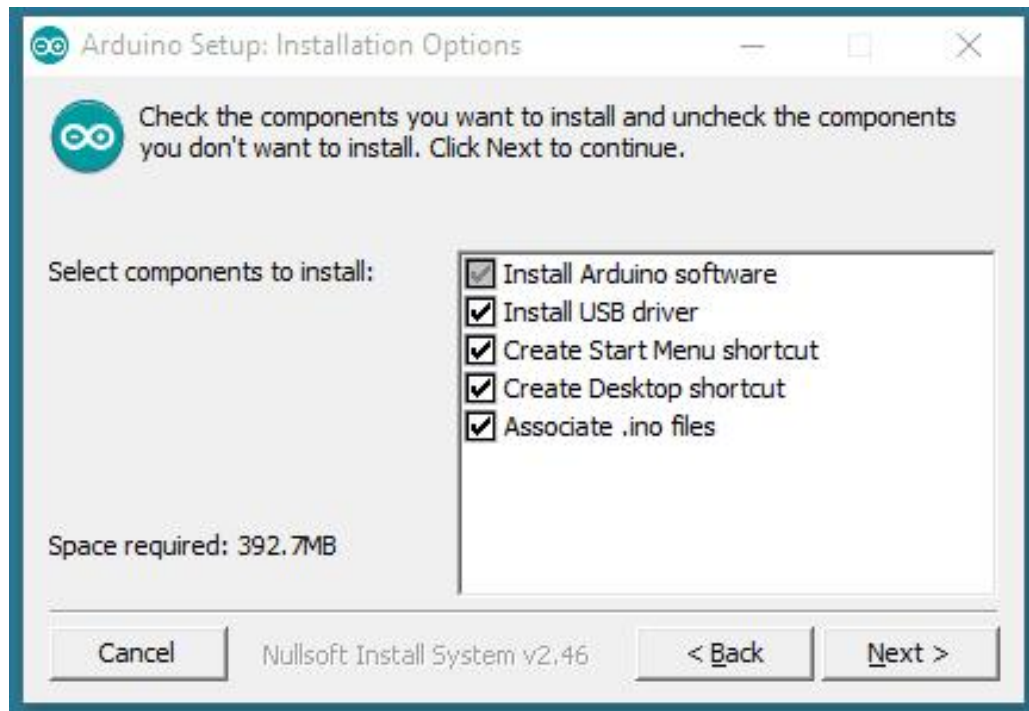 Arduino Setup: Installation Options
Check the components you want to install and uncheck the components
you don't want to install. Click Next to continue.
Select components to install:
Install Arduino software
Install USB driver
Create Start Menu shortcut
Create Desktop shortcut
Associate .ino files
Space required: 392.7MB
Cancel
Nullsoft Install System v2.46
< Back
Next >